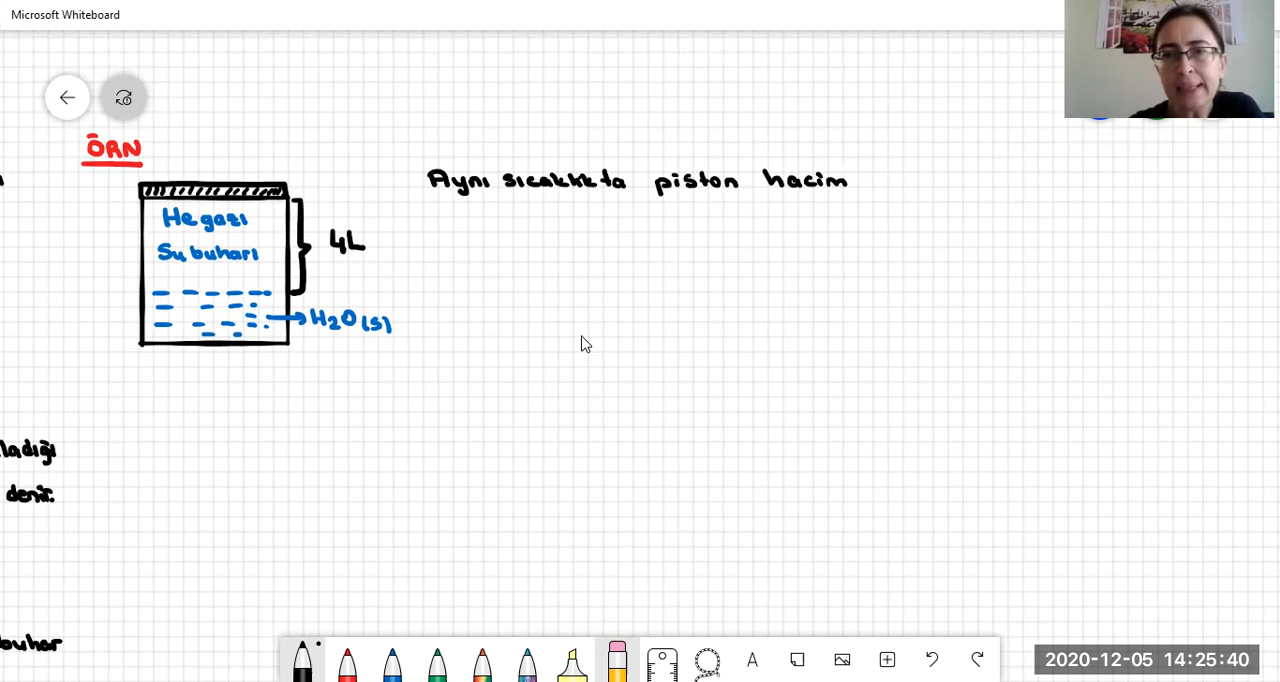 Microsoft Whiteboard
ÖRN
Aynı sıcaklıkta piston hacim
He gazı
Su buharı
4L
H2O(s)
ladığı
denir.
buhar
2020-12-05 14:25:40